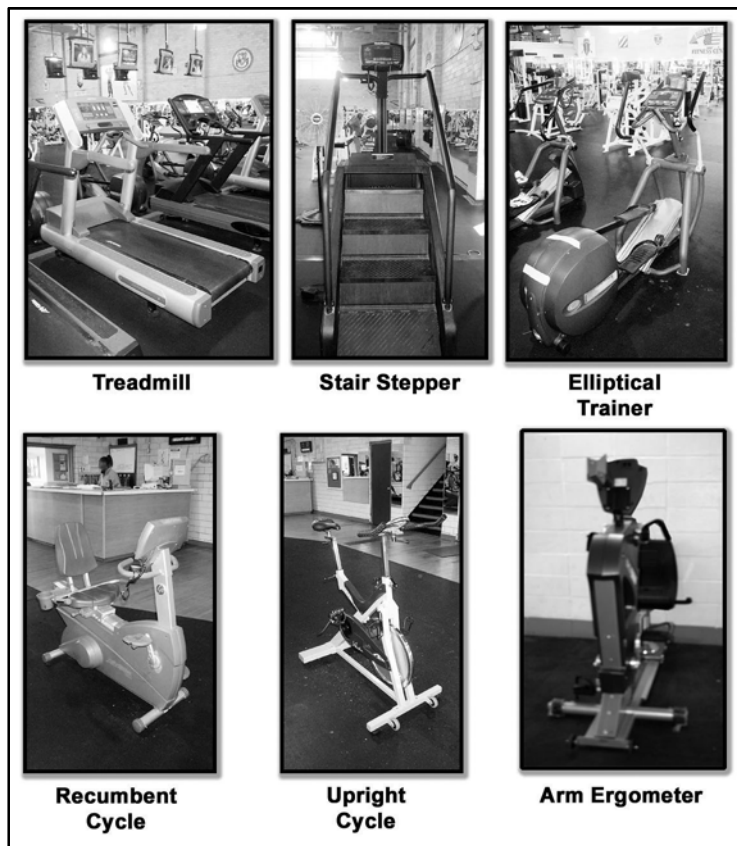 Treadmill
Stair Stepper
Elliptical
Trainer
Recumbent
Cycle
Upright
Cycle
Arm Ergometer